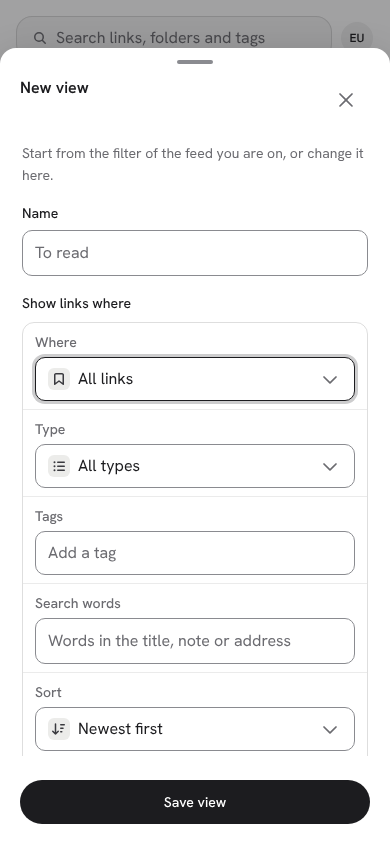 Search links, folders and tags
EU
New view
Start from the filter of the feed you are on, or change it
here.
Name
To read
Show links where
Where
All links
Type
All types
Tags
Add a tag
Search words
Words in the title, note or address
Sort
Newest first
Save view